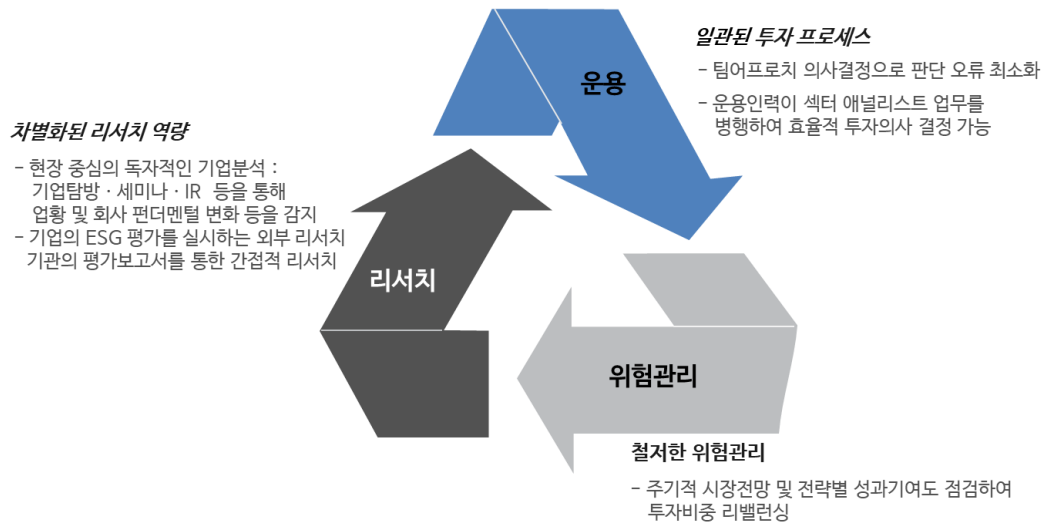 일관된 투자 프로세스
- 팀어프로치 의사결정으로 판단 오류 최소화
- 운용인력이 섹터 애널리스트 업무를
병행하여 효율적 투자의사 결정 가능
운용
차별화된 리서치 역량
- 현장 중심의 독자적인 기업분석 :
기업탐방 · 세미나 · IR 등을 통해
업황 및 회사 펀더멘털 변화 등을 감지
- 기업의 ESG 평가를 실시하는 외부 리서치
기관의 평가보고서를 통한 간접적 리서치
리서치
위험관리
철저한 위험관리
- 주기적 시장전망 및 전략별 성과기여도 점검하여
투자비중 리밸런싱